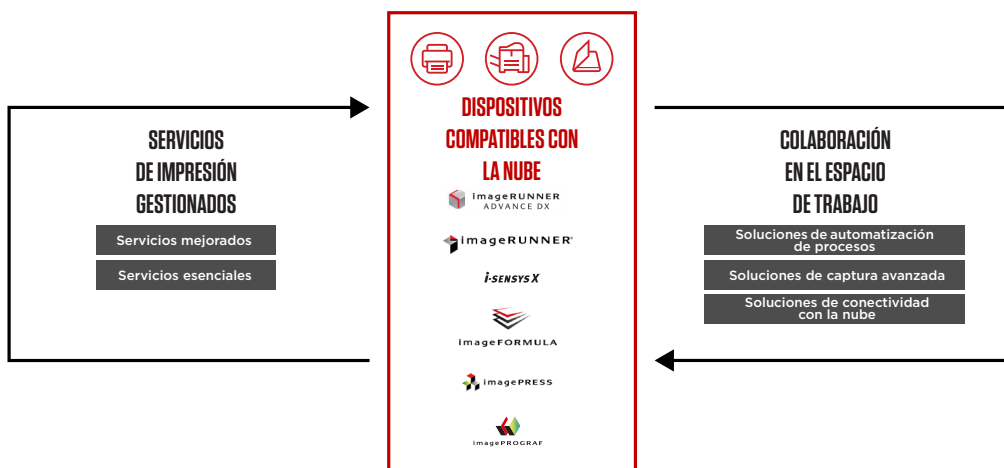 SERVICIOS
DE IMPRESIÓN
GESTIONADOS
Servicios mejorados
Servicios esenciales
DISPOSITIVOS
COMPATIBLES CON
LA NUBE
imageRUNNER
ADVANCE DX
imageRUNNER®
i-SENSYS X
imageFORMULA
imagePRESS
imagePROGRAF
COLABORACIÓN
EN EL ESPACIO
DE TRABAJO
Soluciones de automatización
de procesos
Soluciones de captura avanzada
Soluciones de conectividad
con la nube